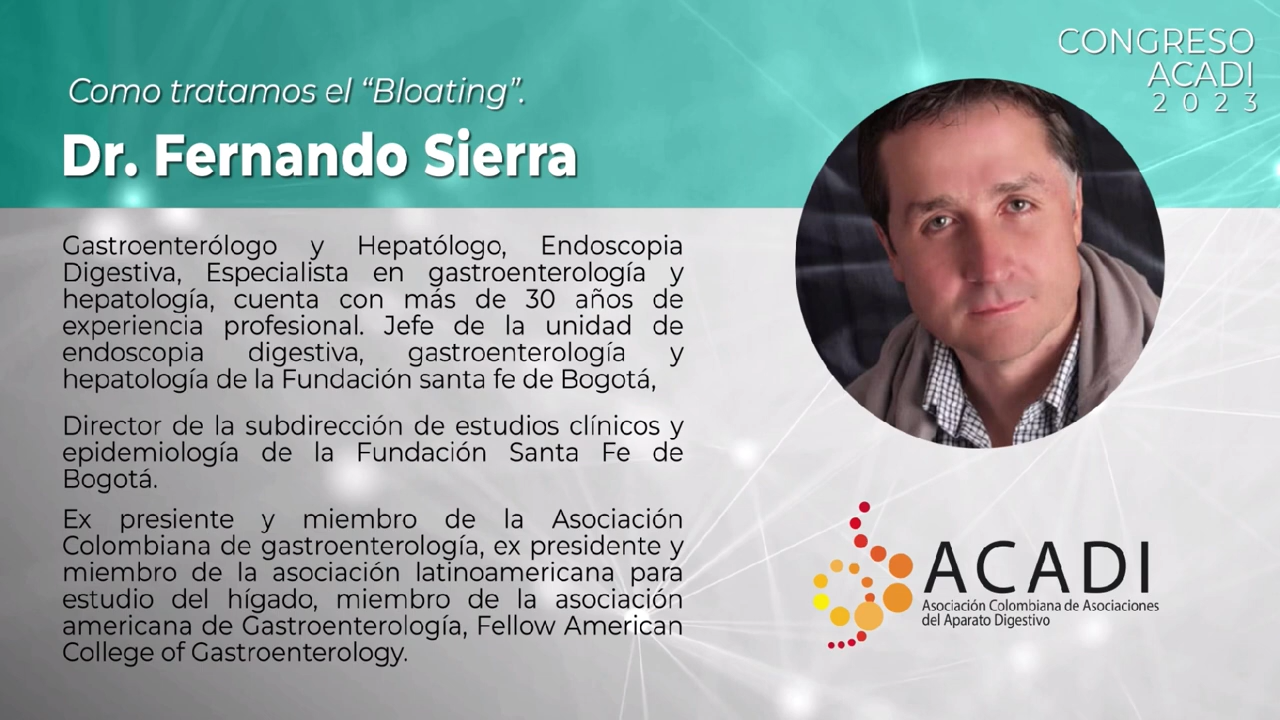 Como tratamos el “Bloating”.
Dr. Fernando Sierra
CONGRESO
ACADI
2023
Gastroenterólogo y Hepatólogo, Endoscopia
Digestiva, Especialista en gastroenterología y
hepatología, cuenta con más de 30 años de
experiencia profesional. Jefe de la unidad de
endoscopia digestiva, gastroenterología y
hepatología de la Fundación santa fe de Bogotá,
Director de la subdirección de estudios clínicos y
epidemiología de la Fundación Santa Fe de
Bogotá.
Ex presiente y miembro de la Asociación
Colombiana de gastroenterología, ex presidente y
miembro de la asociación latinoamericana para
estudio del hígado, miembro de la asociación
americana de Gastroenterología, Fellow American
College of Gastroenterology.
ACADI
Asociación Colombiana de Asociaciones
del Aparato Digestivo